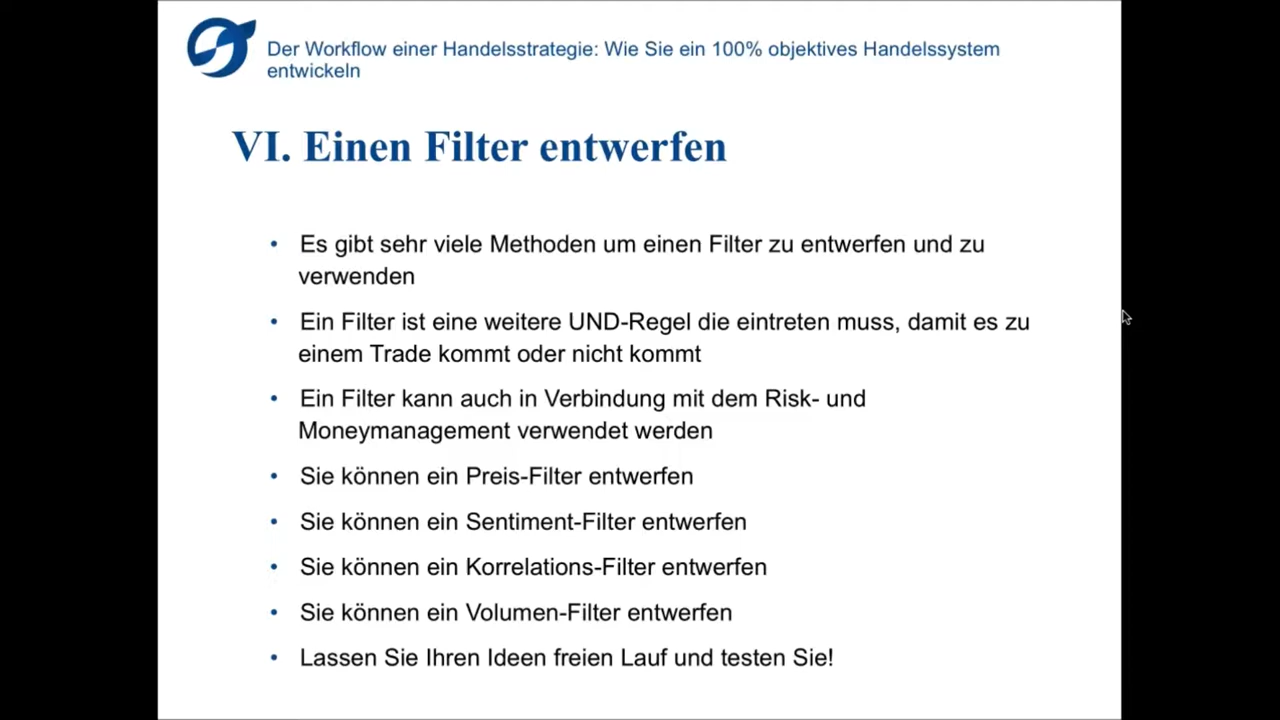 Der Workflow einer Handelsstrategie: Wie Sie ein 100% objektives Handelssystem
entwickeln
VI. Einen Filter entwerfen
• Es gibt sehr viele Methoden um einen Filter zu entwerfen und zu
verwenden
• Ein Filter ist eine weitere UND-Regel die eintreten muss, damit es zu
einem Trade kommt oder nicht kommt
• Ein Filter kann auch in Verbindung mit dem Risk- und
Moneymanagement verwendet werden
• Sie können ein Preis-Filter entwerfen
• Sie können ein Sentiment-Filter entwerfen
• Sie können ein Korrelations-Filter entwerfen
• Sie können ein Volumen-Filter entwerfen
• Lassen Sie Ihren Ideen freien Lauf und testen Sie!